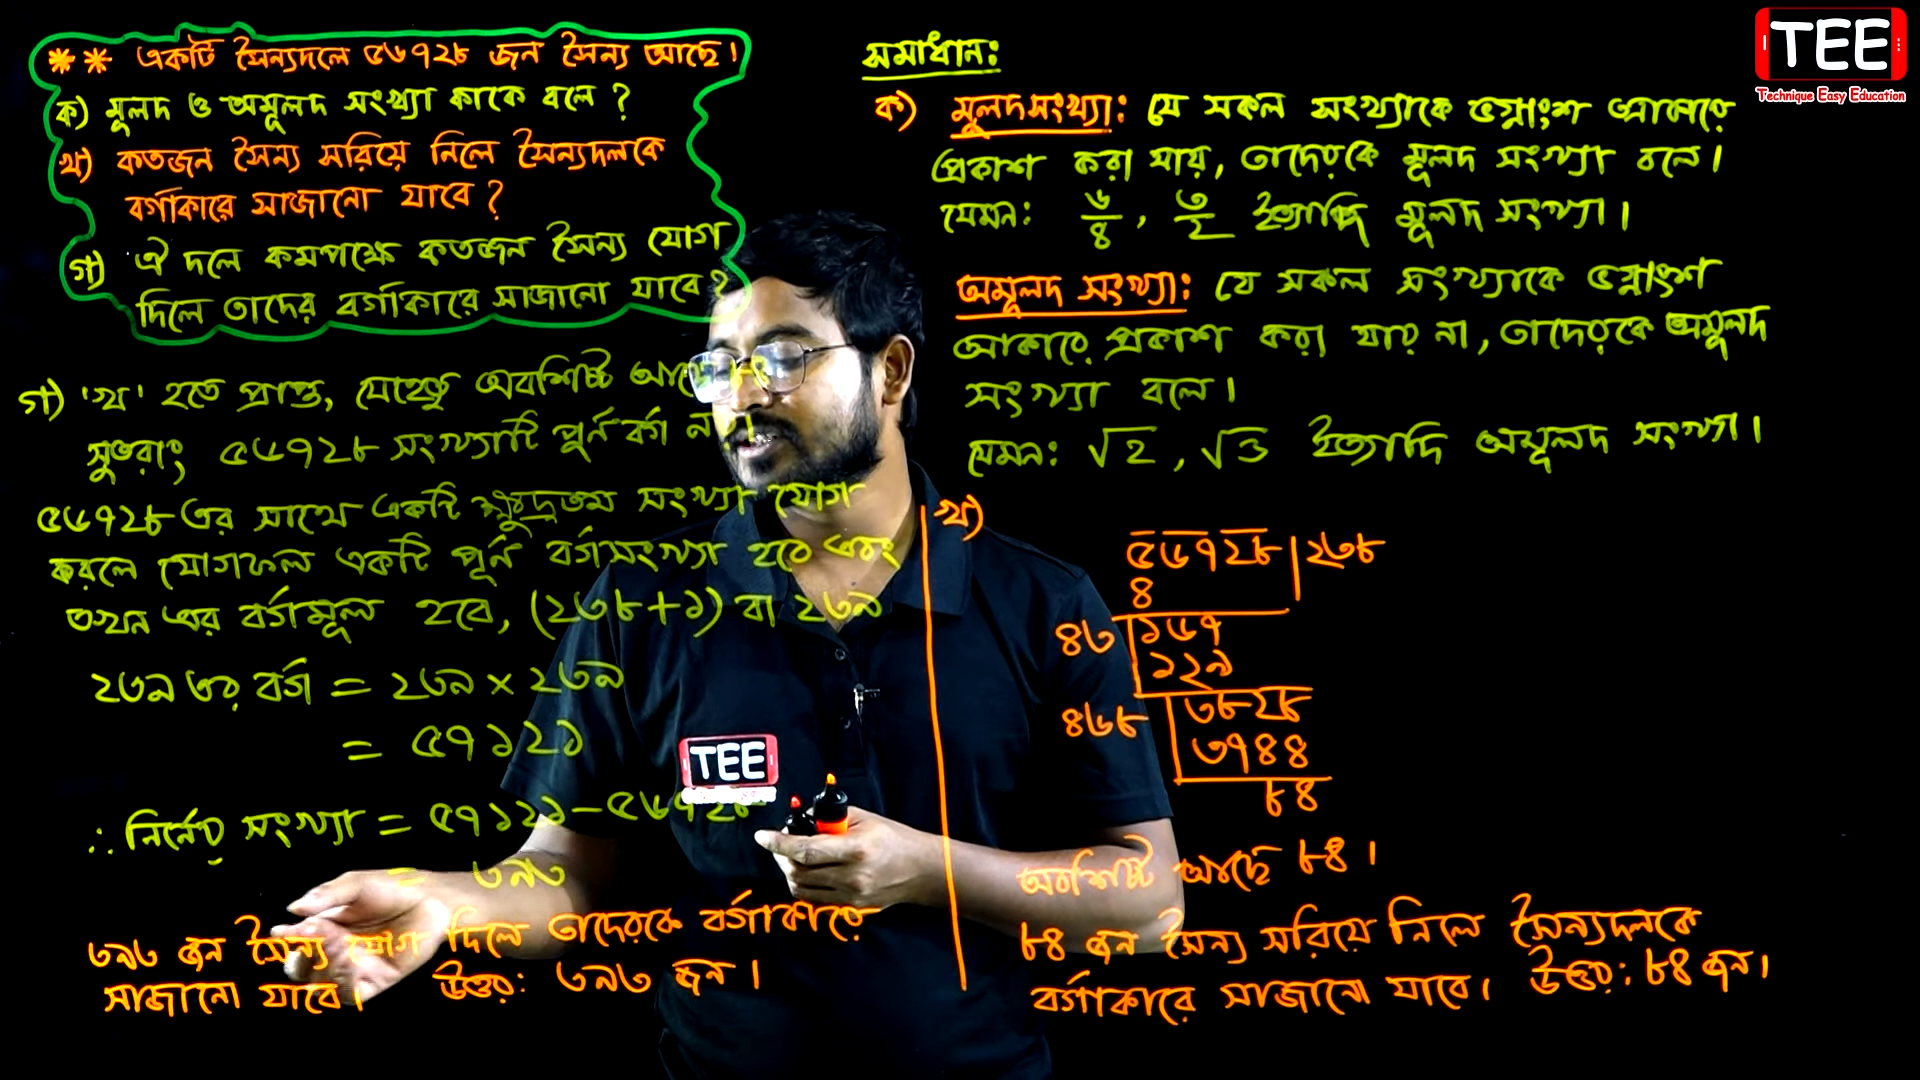 ** একটি সৈন্যদলে ৫৬৭২৮ জন সৈন্য আছে।
ক) মূলদ ও অমূলদ সংখ্যা কাকে বলে ?
খ) কতজন সৈন্য সরিয়ে নিলে সৈন্যদলকে
বর্গাকারে সাজানো যাবে ?
গ) ঐ দলে কমপক্ষে কতজন সৈন্য যোগ
দিলে তাদের বর্গাকারে সাজানো যাবে ?
গ) 'খ' হতে প্রাপ্ত, যেহেতু অবশিষ্ট
সুতরাং ৫৬৭২৮ সংখ্যাটি পূর্ন বর্গ
৫৬৭২৮ এর সাথে একটি ক্ষুদ্রতম সংখ্যা যোগ
করলে যোগফল একটি পূর্ন বর্গসংখ্যা হবে এবং
তখন এর বর্গমূল হবে, (২৩৮+১) বা ২৩৯
২৩৯ এর বর্গ = ২৩৯ × ২৩৯
= ৫৭১২১
∴ নির্নেয় সংখ্যা = ৫৭১২১ - ৫৬৭২৮
= ৩৯৩
৩৯৩ জন সৈন্য যোগ দিলে তাদেরকে বর্গাকারে
সাজানো যাবে। উত্তর: ৩৯৩ জন।
সমাধান:
ক) মূলদ সংখ্যা: যে সকল সংখ্যাকে ভগ্নাংশ আকারে
প্রকাশ করা যায়, তাদেরকে মূলদ সংখ্যা বলে।
যেমন: ৬/৪, ৩/২ ইত্যাদি মূলদ সংখ্যা।
অমূলদ সংখ্যা: যে সকল সংখ্যাকে ভগ্নাংশ
আকারে প্রকাশ করা যায় না, তাদেরকে অমূলদ
সংখ্যা বলে।
যেমন: √২, √৩ ইত্যাদি অমূলদ সংখ্যা।
খ)
৫৬৭২৮ | ২৩৮
৪
৪৩ | ১৬৭
১২৯
৪৬৮ | ৩৮২৮
৩৭৪৪
৮৪
অবশিষ্ট আছে ৮৪।
৮৪ জন সৈন্য সরিয়ে নিলে সৈন্যদলকে
বর্গাকারে সাজানো যাবে। উত্তর: ৮৪ জন।
TEE
Technique Easy Education
TEE